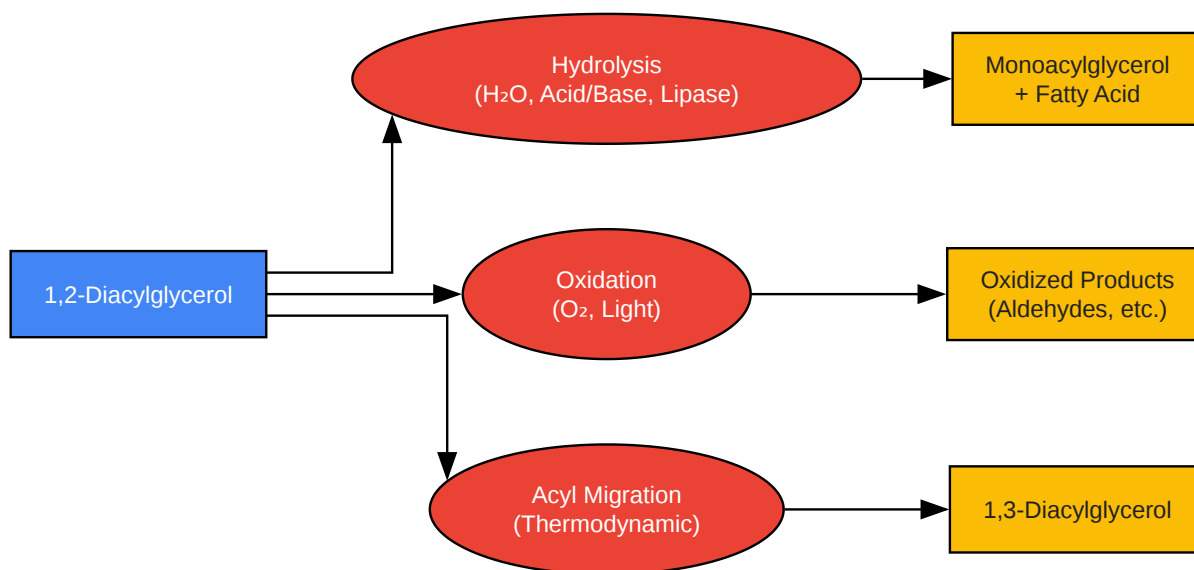 Hydrolysis
(H₂O, Acid/Base, Lipase)
Monoacylglycerol
+ Fatty Acid
1,2-Diacylglycerol
Oxidation
(O₂, Light)
Oxidized Products
(Aldehydes, etc.)
Acyl Migration
(Thermodynamic)
1,3-Diacylglycerol